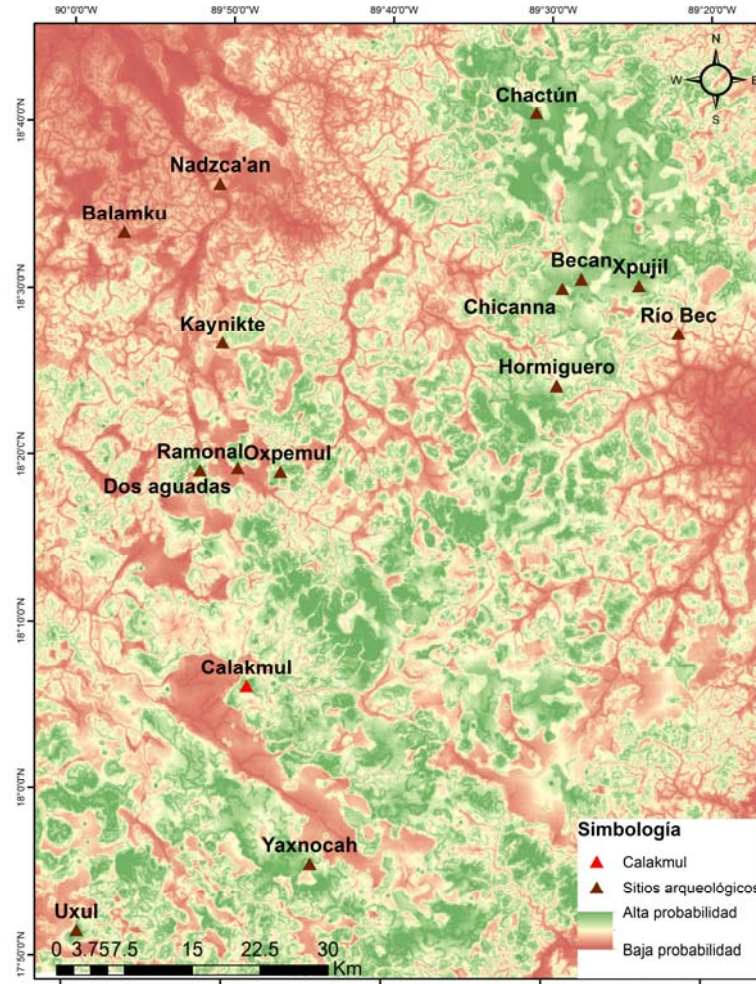 90°0'0"W 89°50'0"W 89°40'0"W 89°30'0"W 89°20'0"W
N
W E
S
18°40'0"N
18°30'0"N
18°20'0"N
18°10'0"N
18°0'0"N
17°50'0"N
Chactún
Nadzca'an
Balamku
Becan
Xpujil
Chicanna
Río Bec
Kaynikte
Hormiguero
Ramonal
Oxpemul
Dos aguadas
Calakmul
Yaxnocah
Uxul
0 3.75 7.5 15 22.5 30
Km
Simbología
Calakmul
Sitios arqueológicos
Alta probabilidad
Baja probabilidad